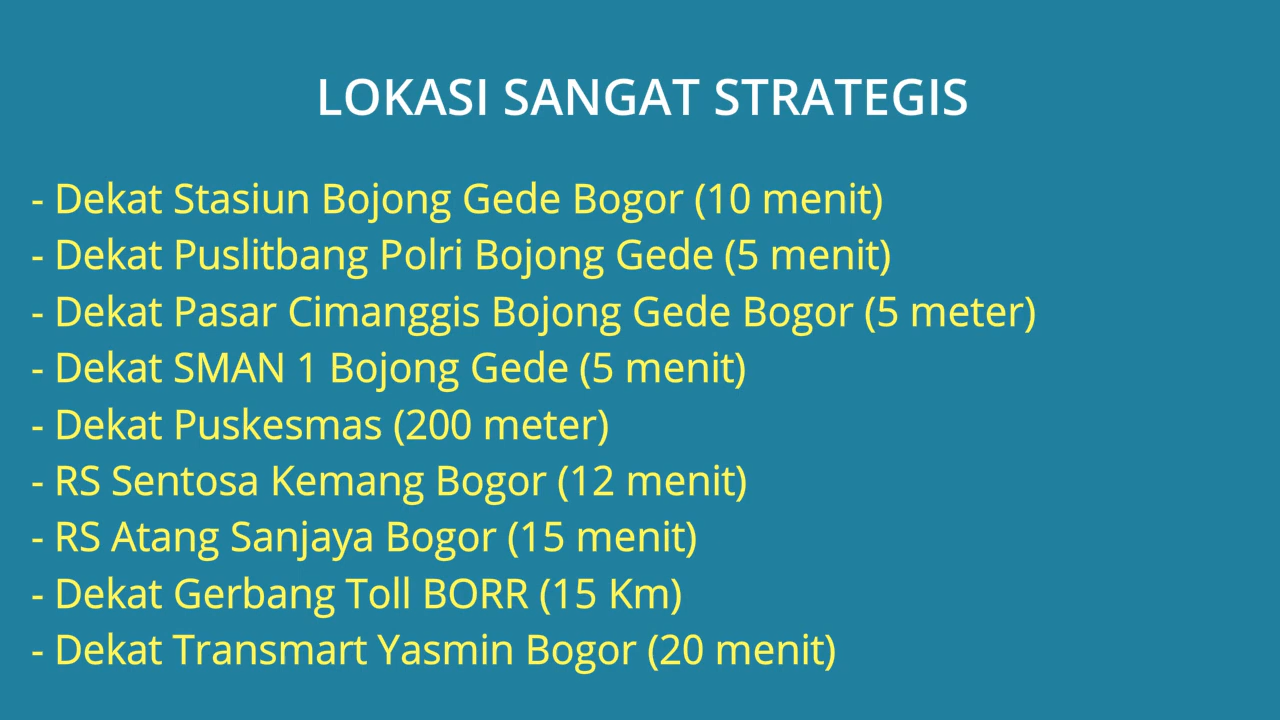 LOKASI SANGAT STRATEGIS
- Dekat Stasiun Bojong Gede Bogor (10 menit)
- Dekat Puslitbang Polri Bojong Gede (5 menit)
- Dekat Pasar Cimanggis Bojong Gede Bogor (5 meter)
- Dekat SMAN 1 Bojong Gede (5 menit)
- Dekat Puskesmas (200 meter)
- RS Sentosa Kemang Bogor (12 menit)
- RS Atang Sanjaya Bogor (15 menit)
- Dekat Gerbang Toll BORR (15 Km)
- Dekat Transmart Yasmin Bogor (20 menit)